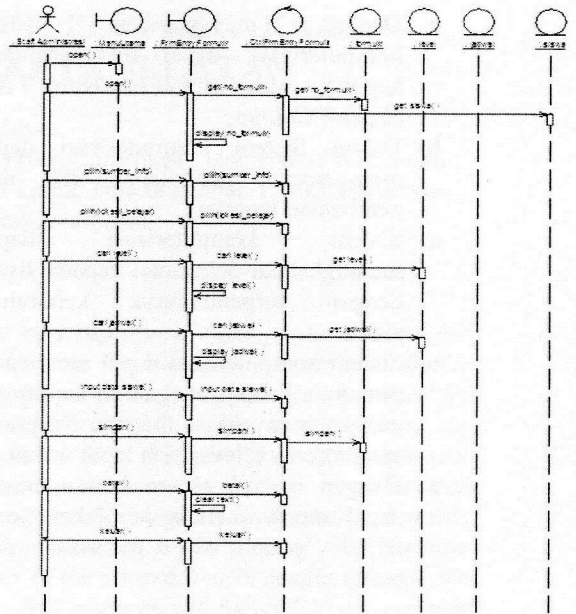 : Staff Administrasi : MenuUtama : FrmEntry Formulir : CtrlFrmEntry Formulir : formulir : level : jadwal : siswa
open( )
open( )
get no_formulir
get no_formulir
get siswa( )
display no_formulir
pilih(sumber_info)
pilih(sumber_info)
pilih(lokasi_belajar)
pilih(lokasi_belajar)
cari level( )
cari level( )
get level( )
display level( )
cari jadwal( )
cari jadwal( )
get jadwal( )
display jadwal( )
input data siswa( )
input data siswa( )
simpan( )
simpan( )
simpan( )
batal( )
batal( )
clear text( )
keluar( )
keluar( )